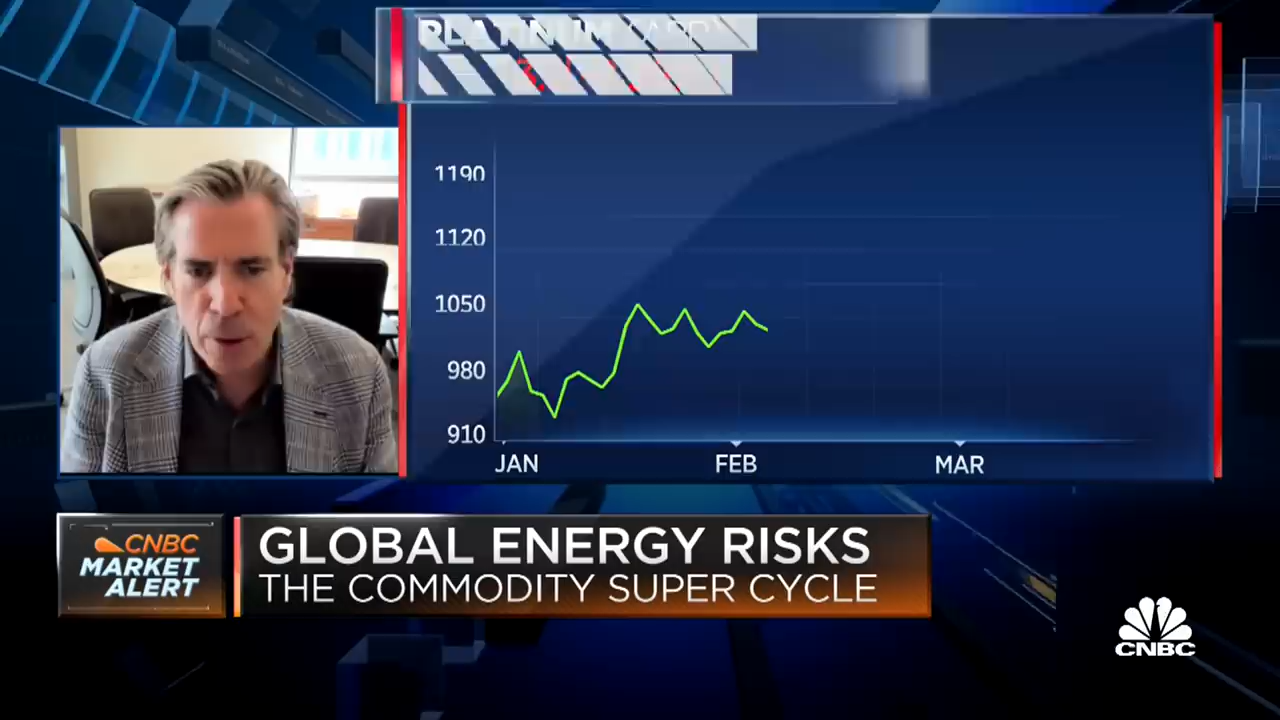 PLATINUM
1190
1120
1050
980
910
JAN FEB MAR
CNBC
MARKET
ALERT
GLOBAL ENERGY RISKS
THE COMMODITY SUPER CYCLE
CNBC